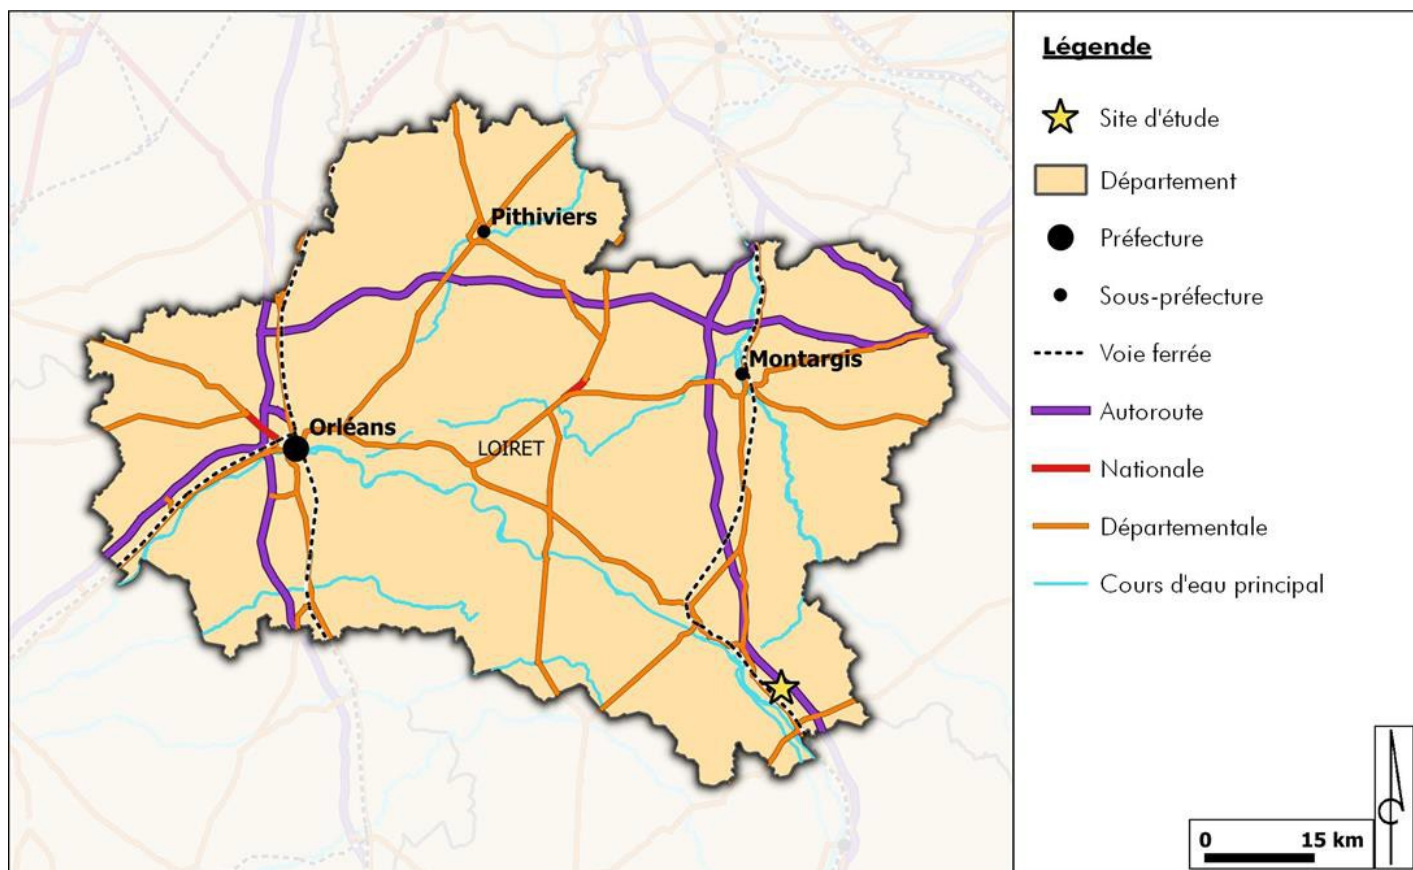 Légende
Site d'étude
Département
Préfecture
Sous-préfecture
Voie ferrée
Autoroute
Nationale
Départementale
Cours d'eau principal
Pithiviers
Montargis
Orléans
LOIRET
0 15 km